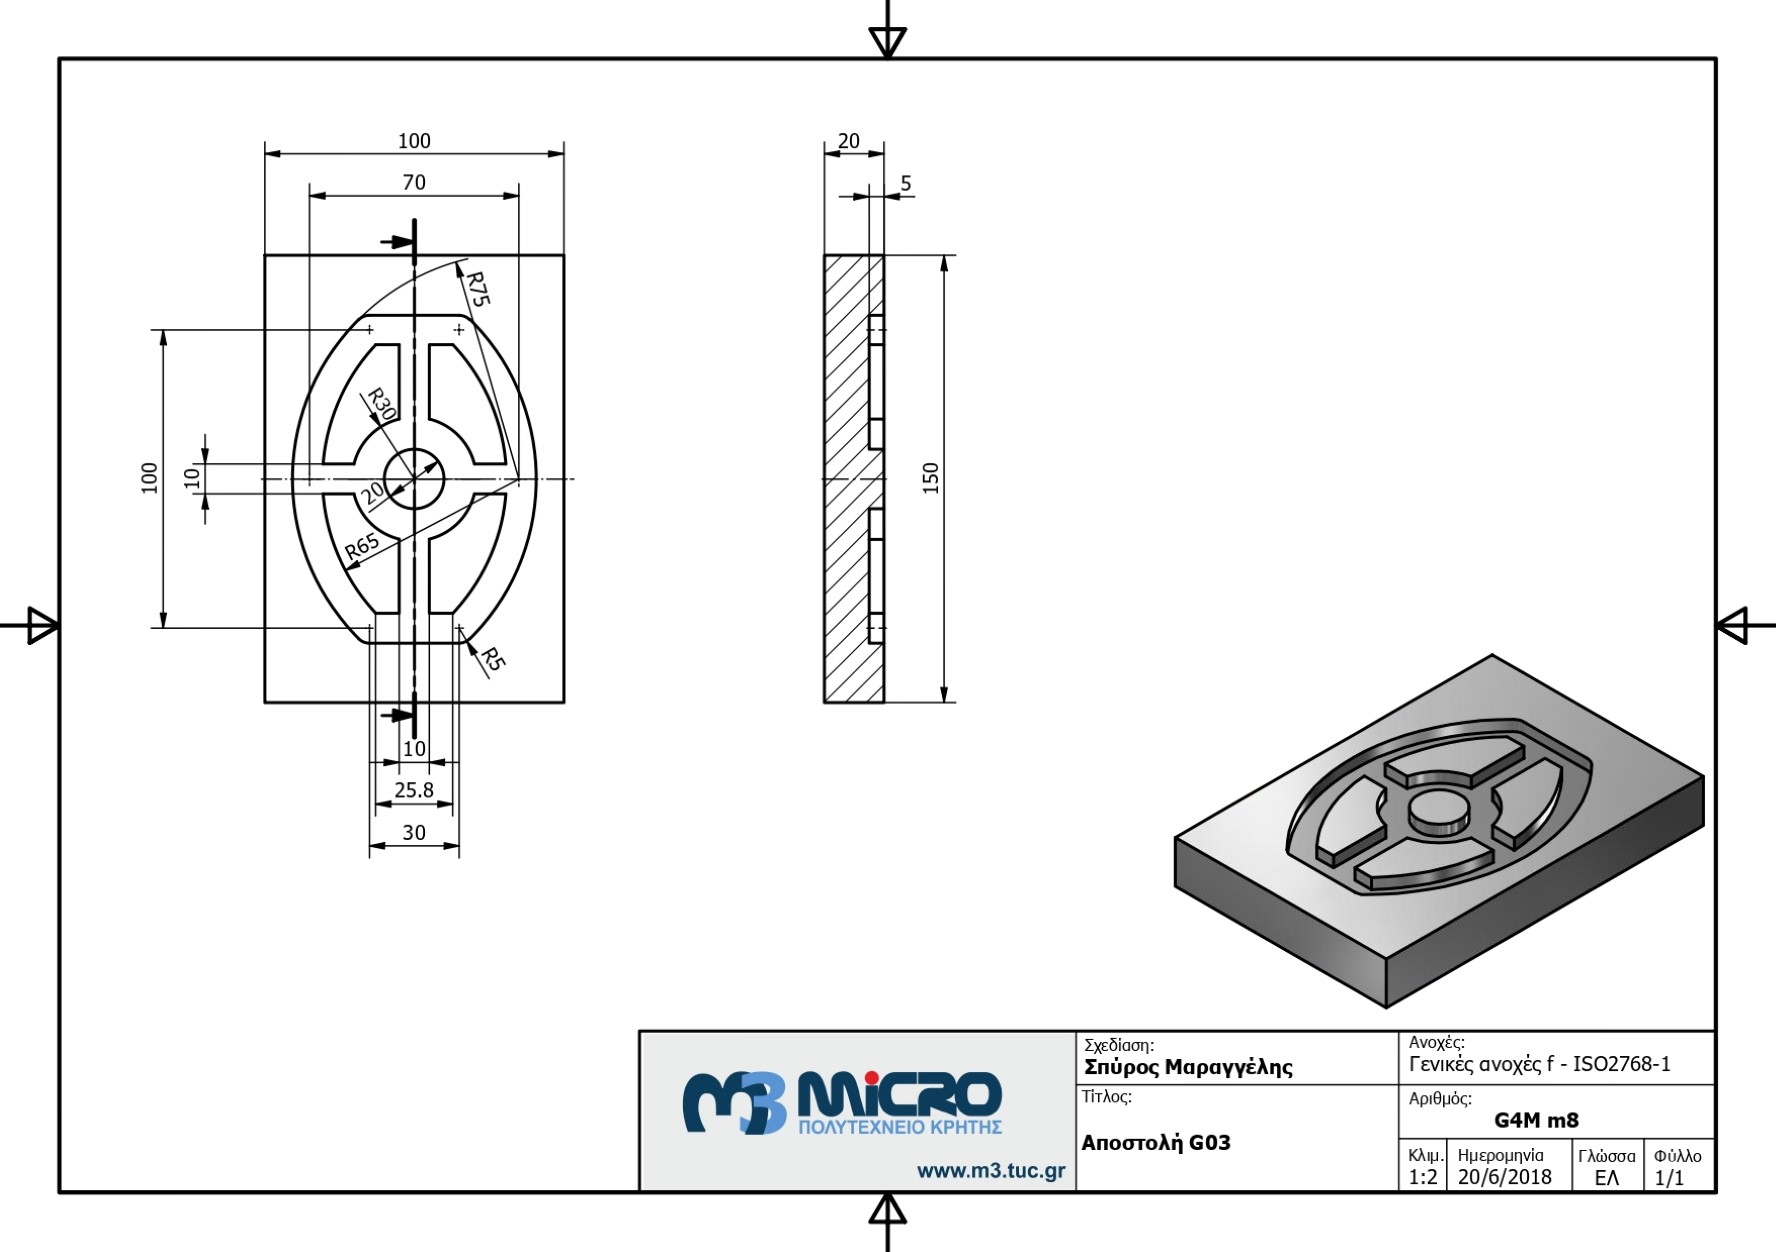 100
70
20
5
R75
R30
100
10
20
R65
150
R5
10
25.8
30
m3 MiCRO
ΠΟΛΥΤΕΧΝΕΙΟ ΚΡΗΤΗΣ
www.m3.tuc.gr
Σχεδίαση:
Σπύρος Μαραγγέλης
Τίτλος:
Αποστολή G03
Ανοχές:
Γενικές ανοχές f - ISO2768-1
Αριθμός:
G4M m8
Κλιμ.
1:2
Ημερομηνία
20/6/2018
Γλώσσα
ΕΛ
Φύλλο
1/1